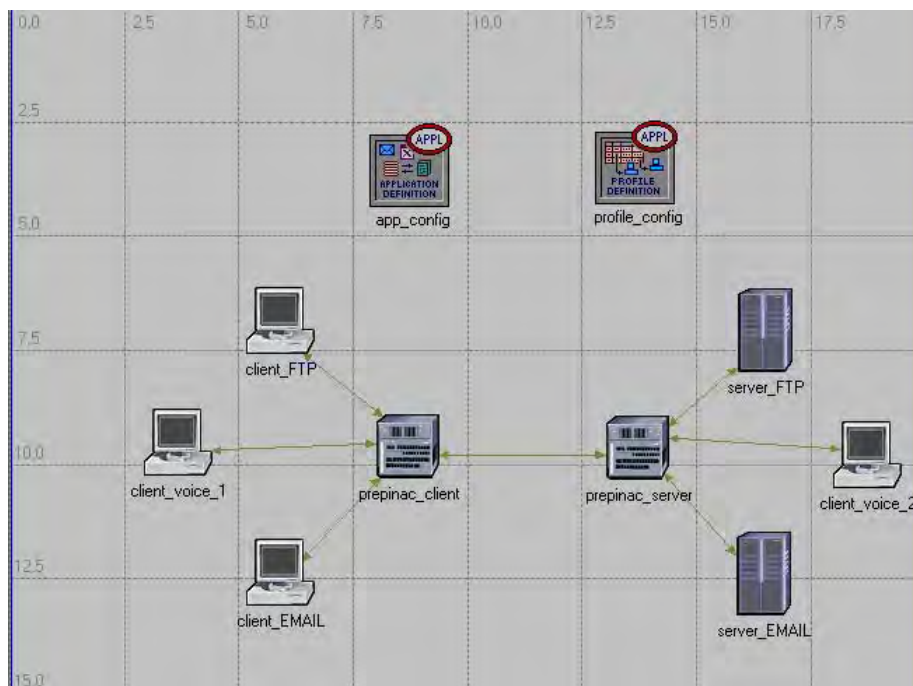 0,0 2,5 5,0 7,5 10,0 12,5 15,0 17,5
2,5
APPL APPL
APPLICATION DEFINITION
PROFILE DEFINITION
app_config profile_config
5,0
7,5
client_FTP
server_FTP
10,0
client_voice_1
prepinac_client
prepinac_server
client_voice_2
12,5
client_EMAIL
server_EMAIL
15,0